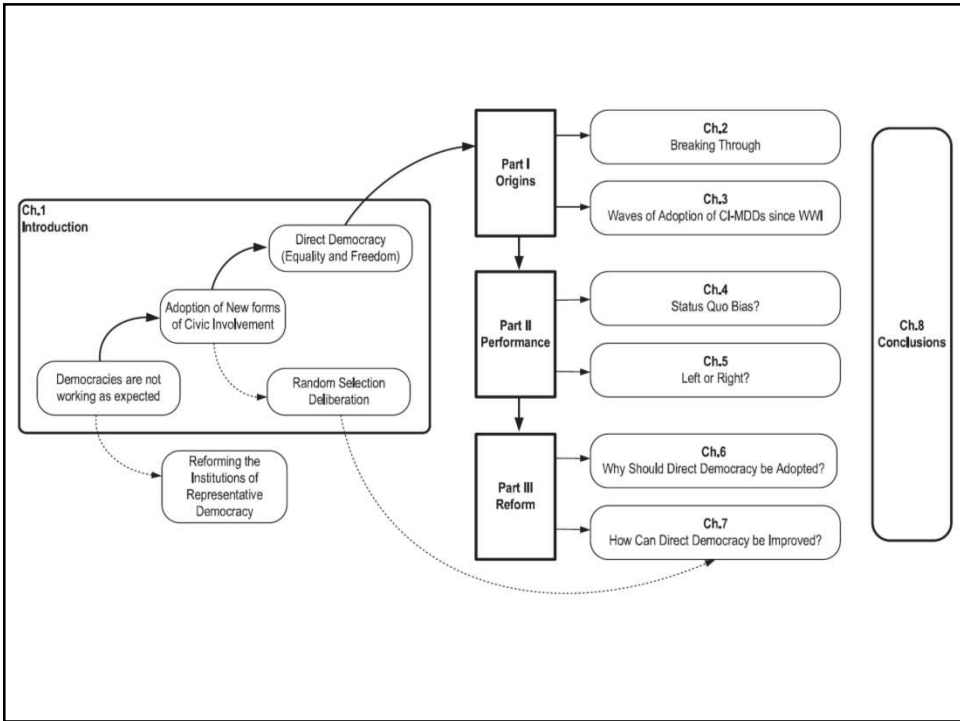 Ch.1
Introduction
Direct Democracy
(Equality and Freedom)
Adoption of New forms
of Civic Involvement
Democracies are not
working as expected
Random Selection
Deliberation
Reforming the
Institutions of
Representative
Democracy
Part I
Origins
Ch.2
Breaking Through
Ch.3
Waves of Adoption of CI-MDDs since WWI
Part II
Performance
Ch.4
Status Quo Bias?
Ch.5
Left or Right?
Part III
Reform
Ch.6
Why Should Direct Democracy be Adopted?
Ch.7
How Can Direct Democracy be Improved?
Ch.8
Conclusions